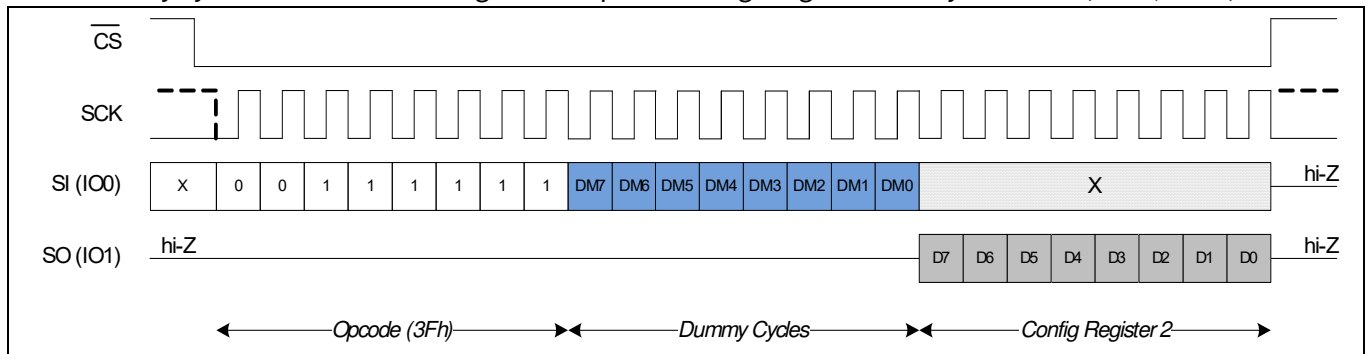 CS
SCK
SI (IO0) X 0 0 1 1 1 1 1 1 DM7 DM6 DM5 DM4 DM3 DM2 DM1 DM0 X hi-Z
SO (IO1) hi-Z D7 D6 D5 D4 D3 D2 D1 D0 hi-Z
Opcode (3Fh) Dummy Cycles Config Register 2